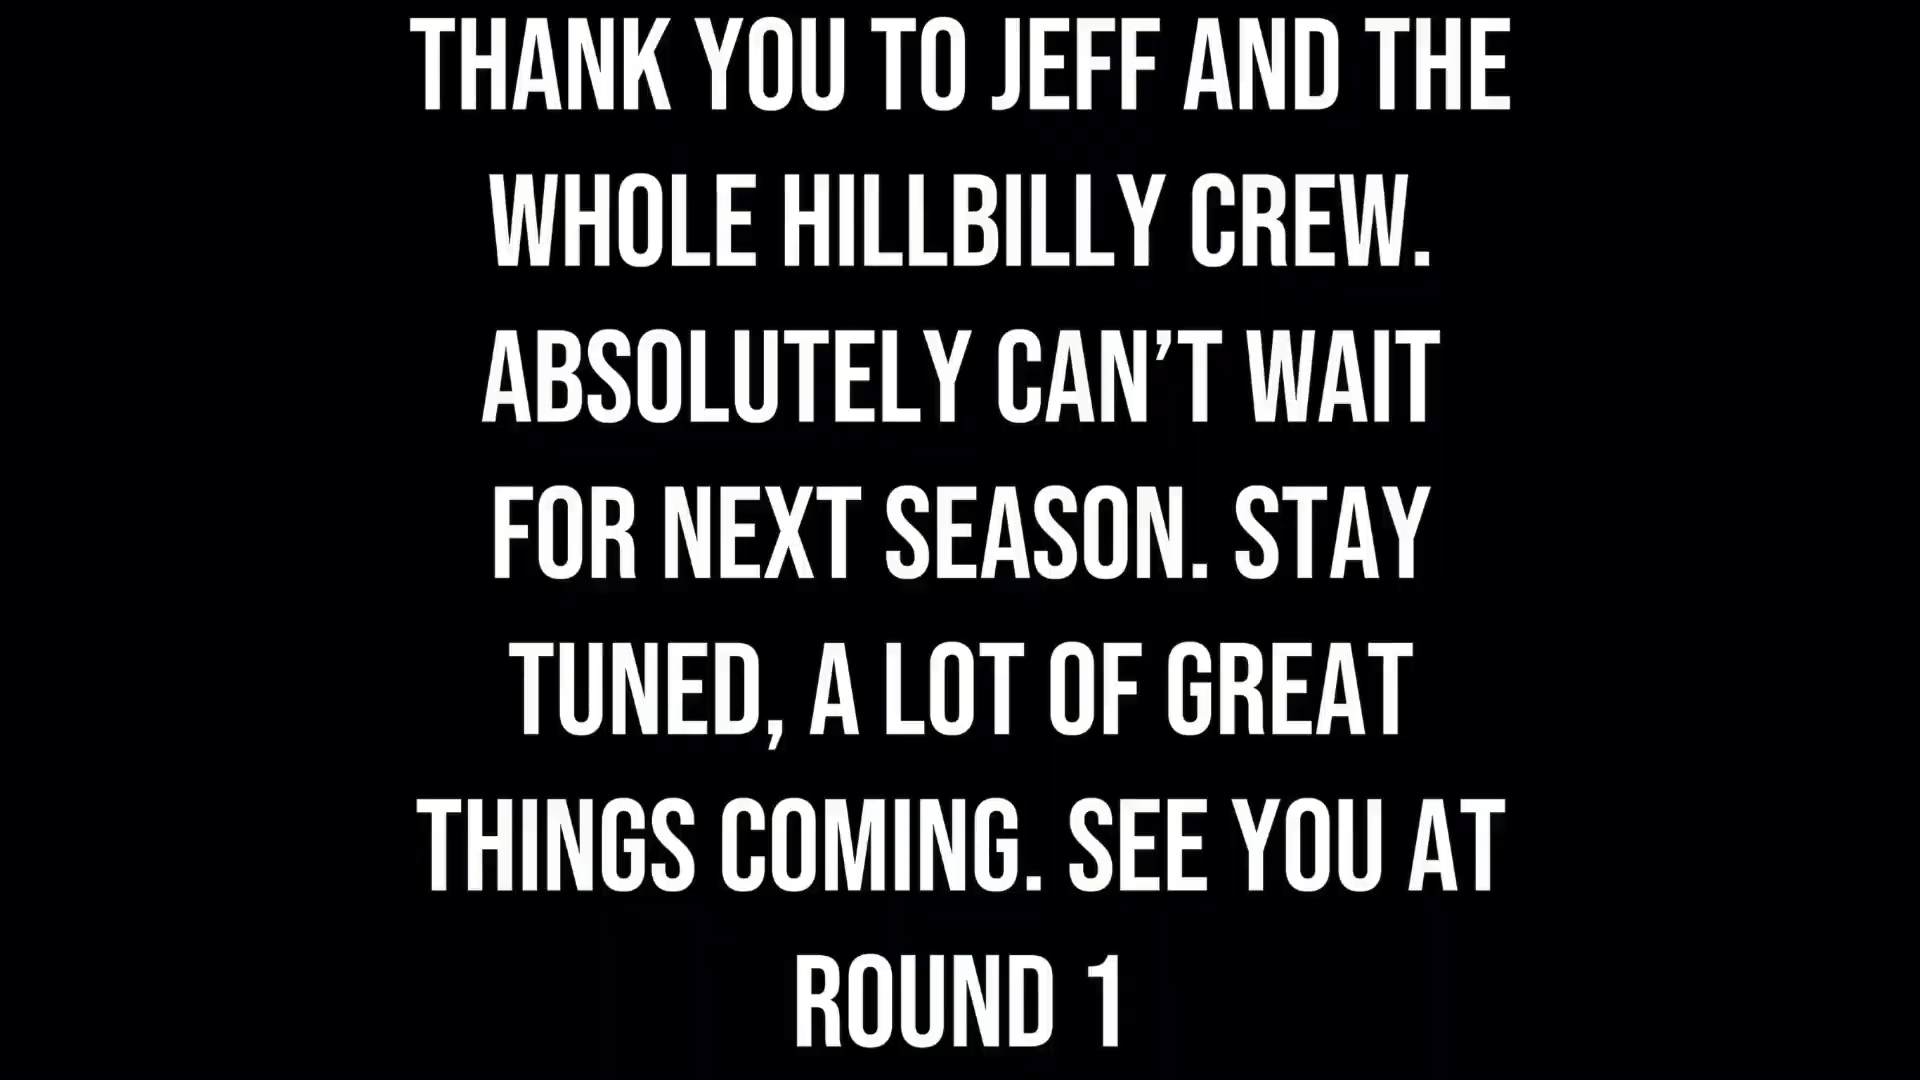 THANK YOU TO JEFF AND THE
WHOLE HILLBILLY CREW.
ABSOLUTELY CAN’T WAIT
FOR NEXT SEASON. STAY
TUNED, A LOT OF GREAT
THINGS COMING. SEE YOU AT
ROUND 1